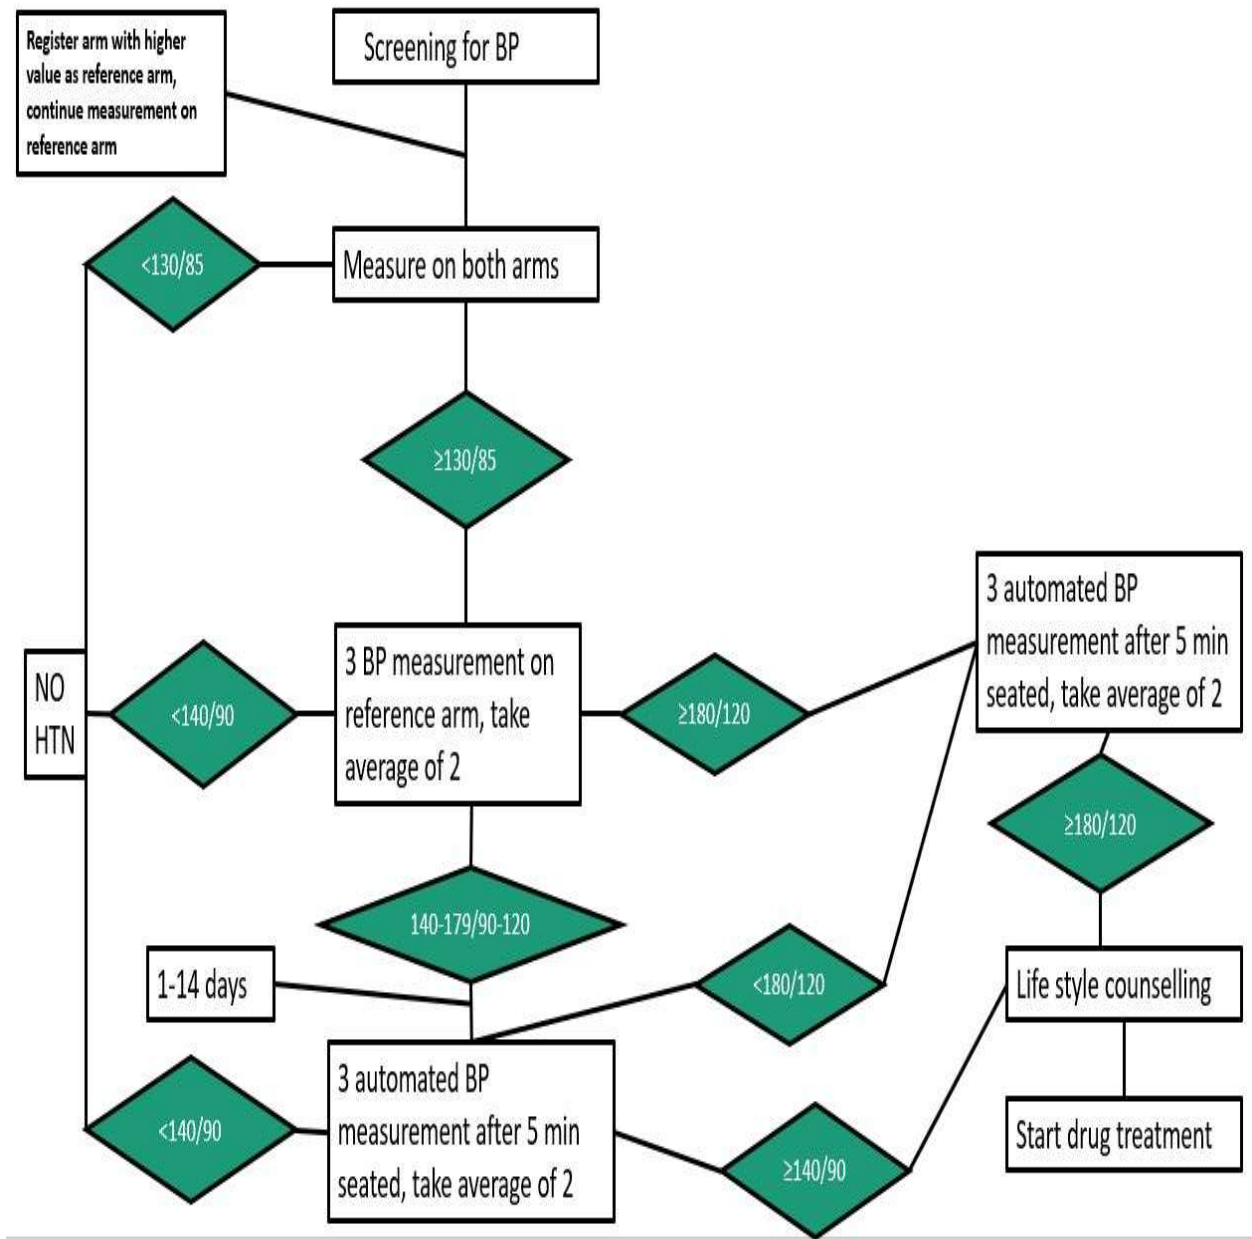 Register arm with higher
value as reference arm,
continue measurement on
reference arm
Screening for BP
<130/85
Measure on both arms
≥130/85
3 automated BP
measurement after 5 min
seated, take average of 2
NO
HTN
<140/90
3 BP measurement on
reference arm, take
average of 2
≥180/120
≥180/120
140-179/90-120
1-14 days
<180/120
Life style counselling
<140/90
3 automated BP
measurement after 5 min
seated, take average of 2
≥140/90
Start drug treatment